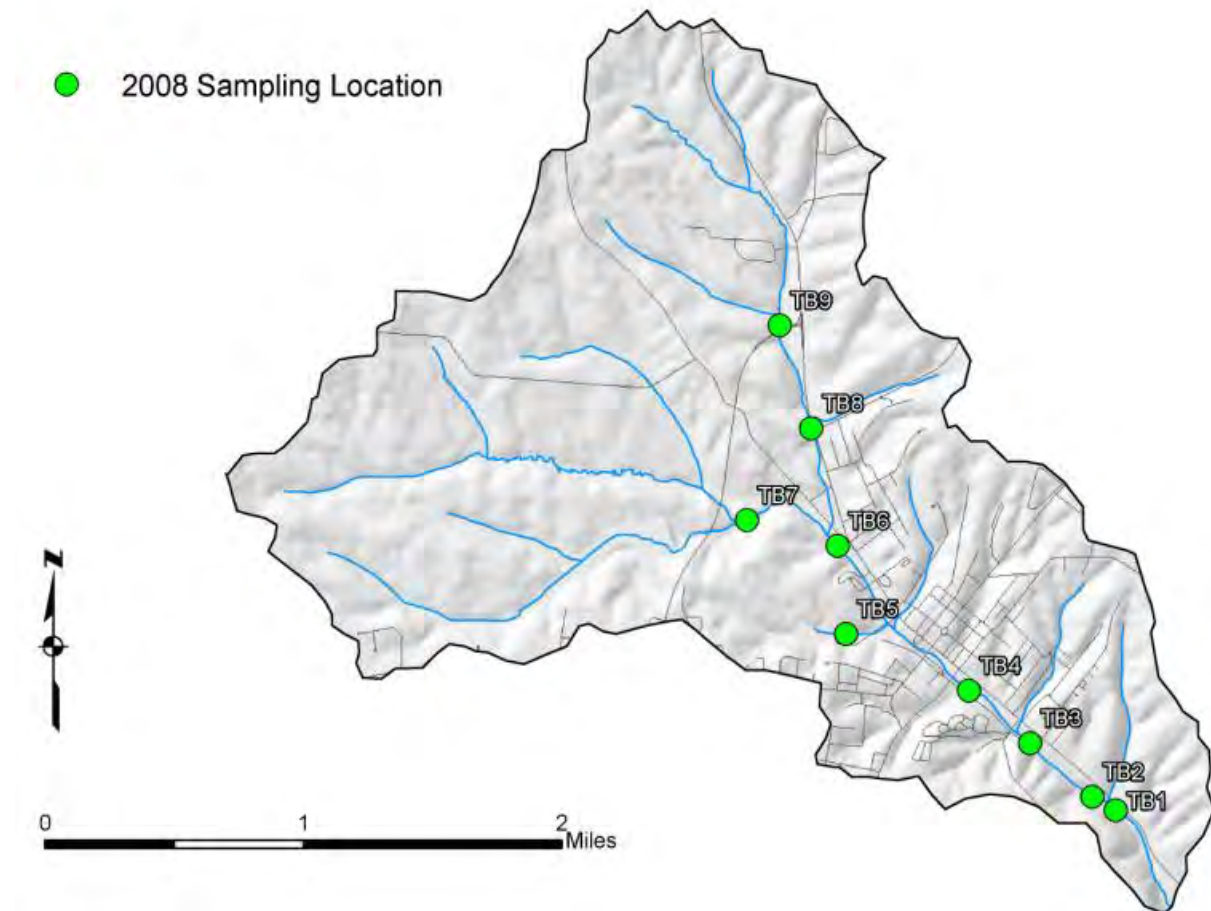 2008 Sampling Location
TB9
TB8
TB7
TB6
TB5
TB4
TB3
TB2
TB1
N
0 1 2
Miles